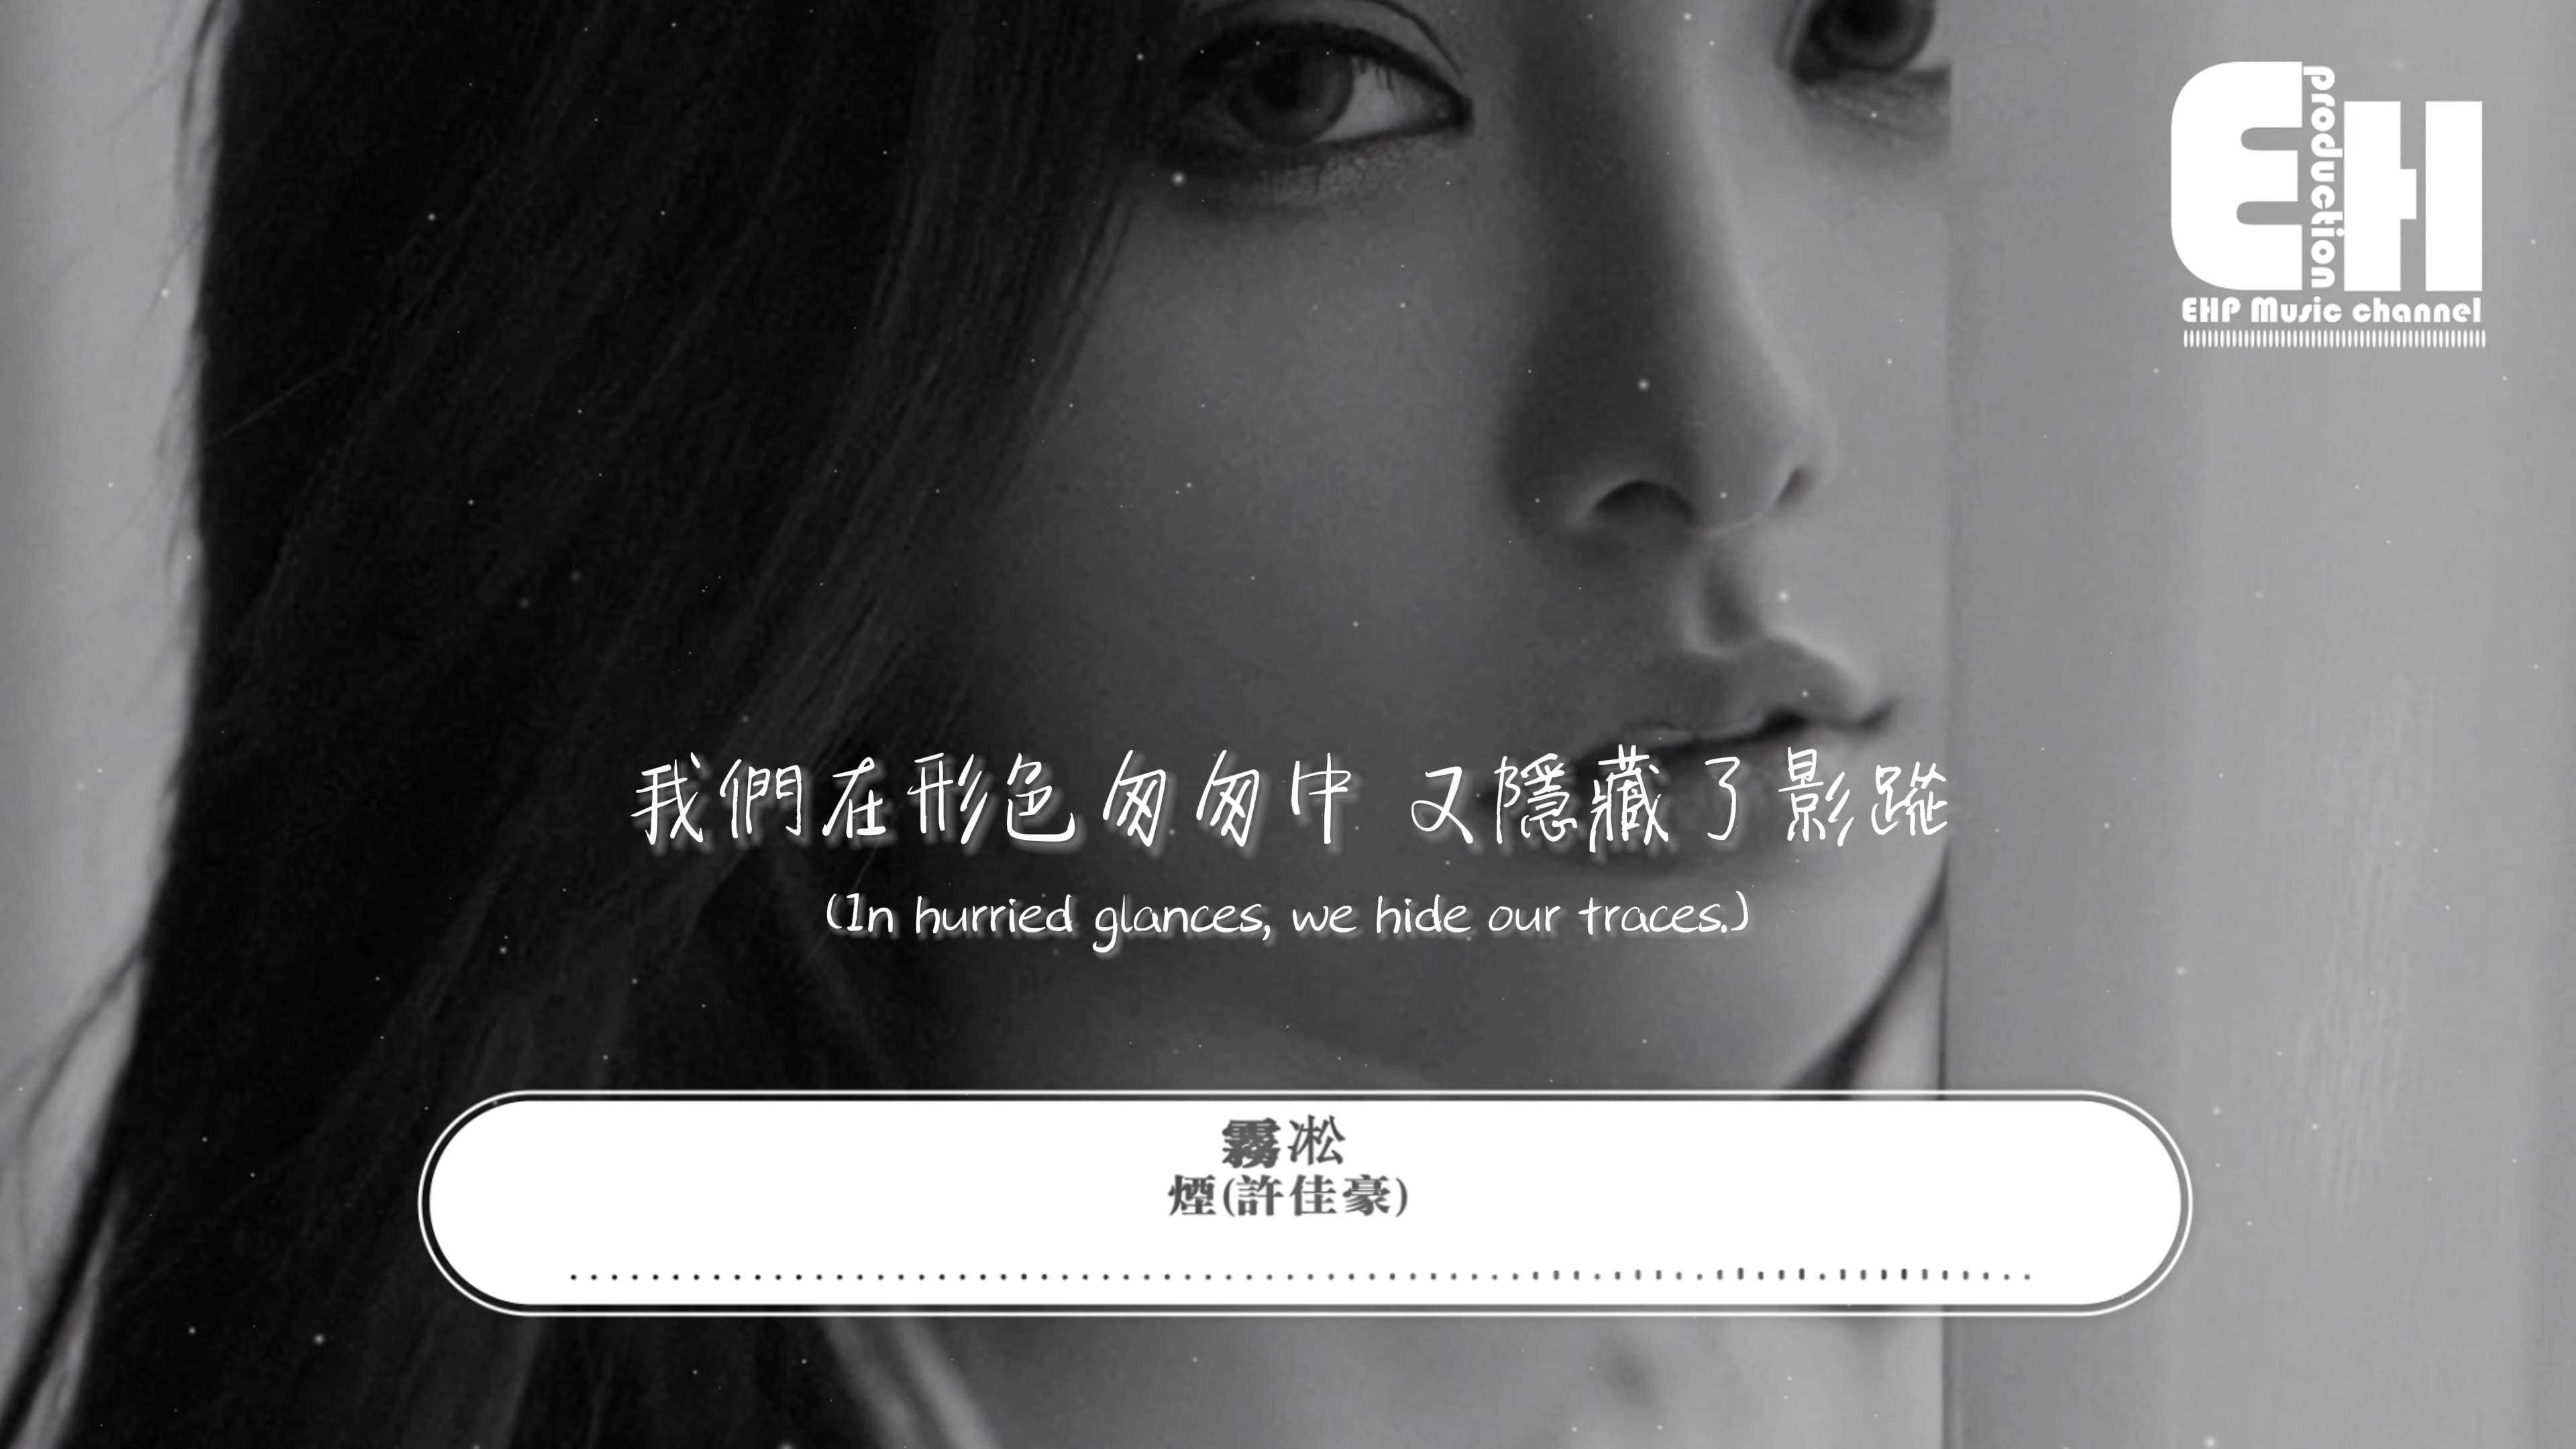 EH
production
EHP Music channel
我們在形色匆匆中 又隱藏了影蹤
(In hurried glances, we hide our traces.)
霧凇
煙(許佳豪)